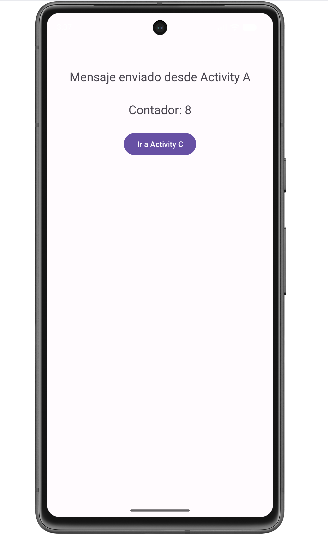 Mensaje enviado desde Activity A
Contador: 8
Ir a Activity C